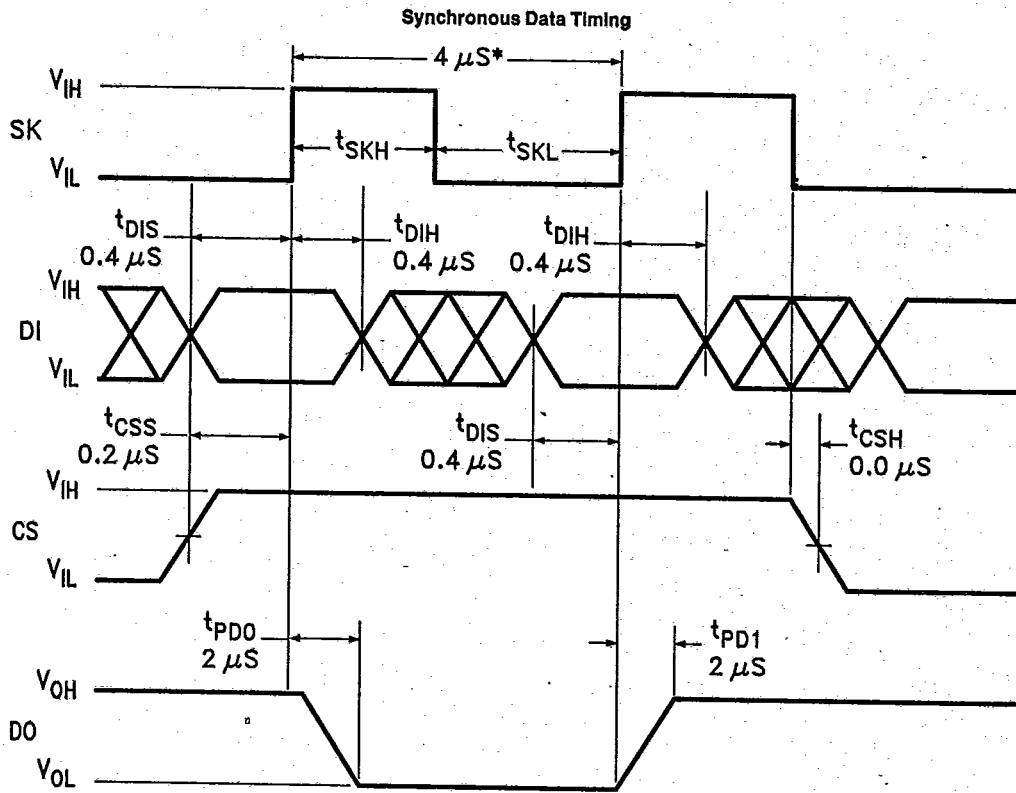 Synchronous Data Timing
4 μS*
V_IH
SK
V_IL
t_SKH
t_SKL
t_DIS
0.4 μS
t_DIH
0.4 μS
t_DIH
0.4 μS
V_IH
DI
V_IL
t_CSS
0.2 μS
t_DIS
0.4 μS
t_CSH
0.0 μS
V_IH
CS
V_IL
t_PD0
2 μS
t_PD1
2 μS
V_OH
DO
V_OL